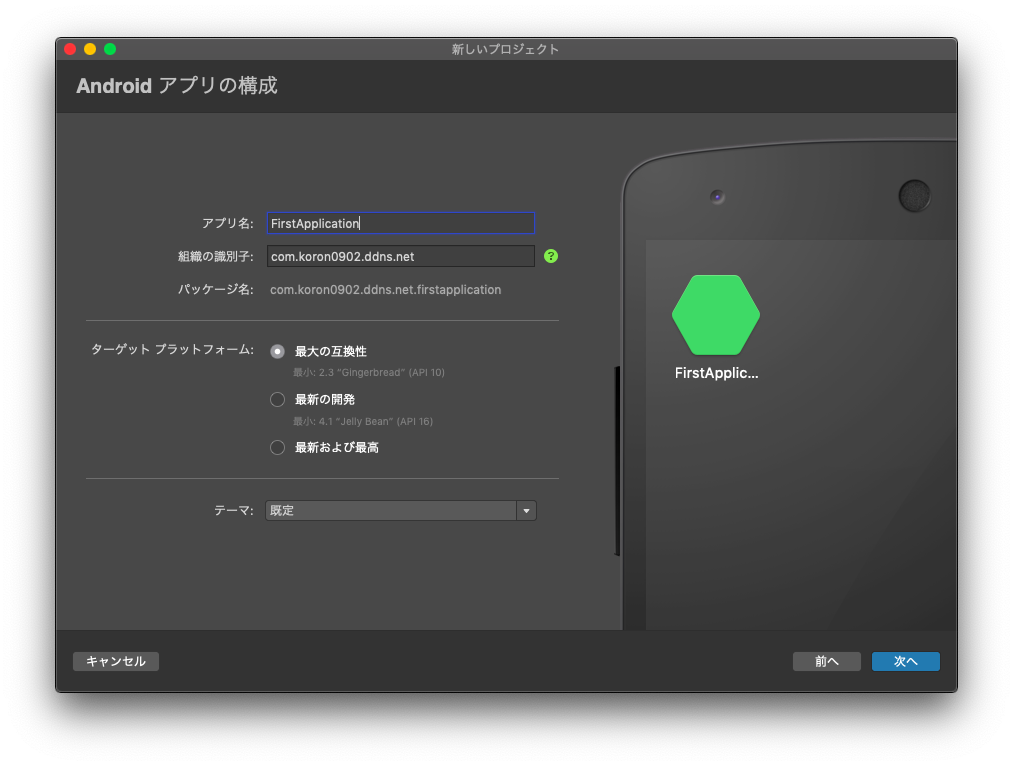 新しいプロジェクト
Android アプリの構成
アプリ名: FirstApplication
組織の識別子: com.koron0902.ddns.net ?
パッケージ名: com.koron0902.ddns.net.firstapplication
ターゲット プラットフォーム: 最大の互換性
最小: 2.3 "Gingerbread" (API 10)
最新の開発
最小: 4.1 "Jelly Bean" (API 16)
最新および最高
テーマ: 既定
FirstApplic...
キャンセル
前へ
次へ